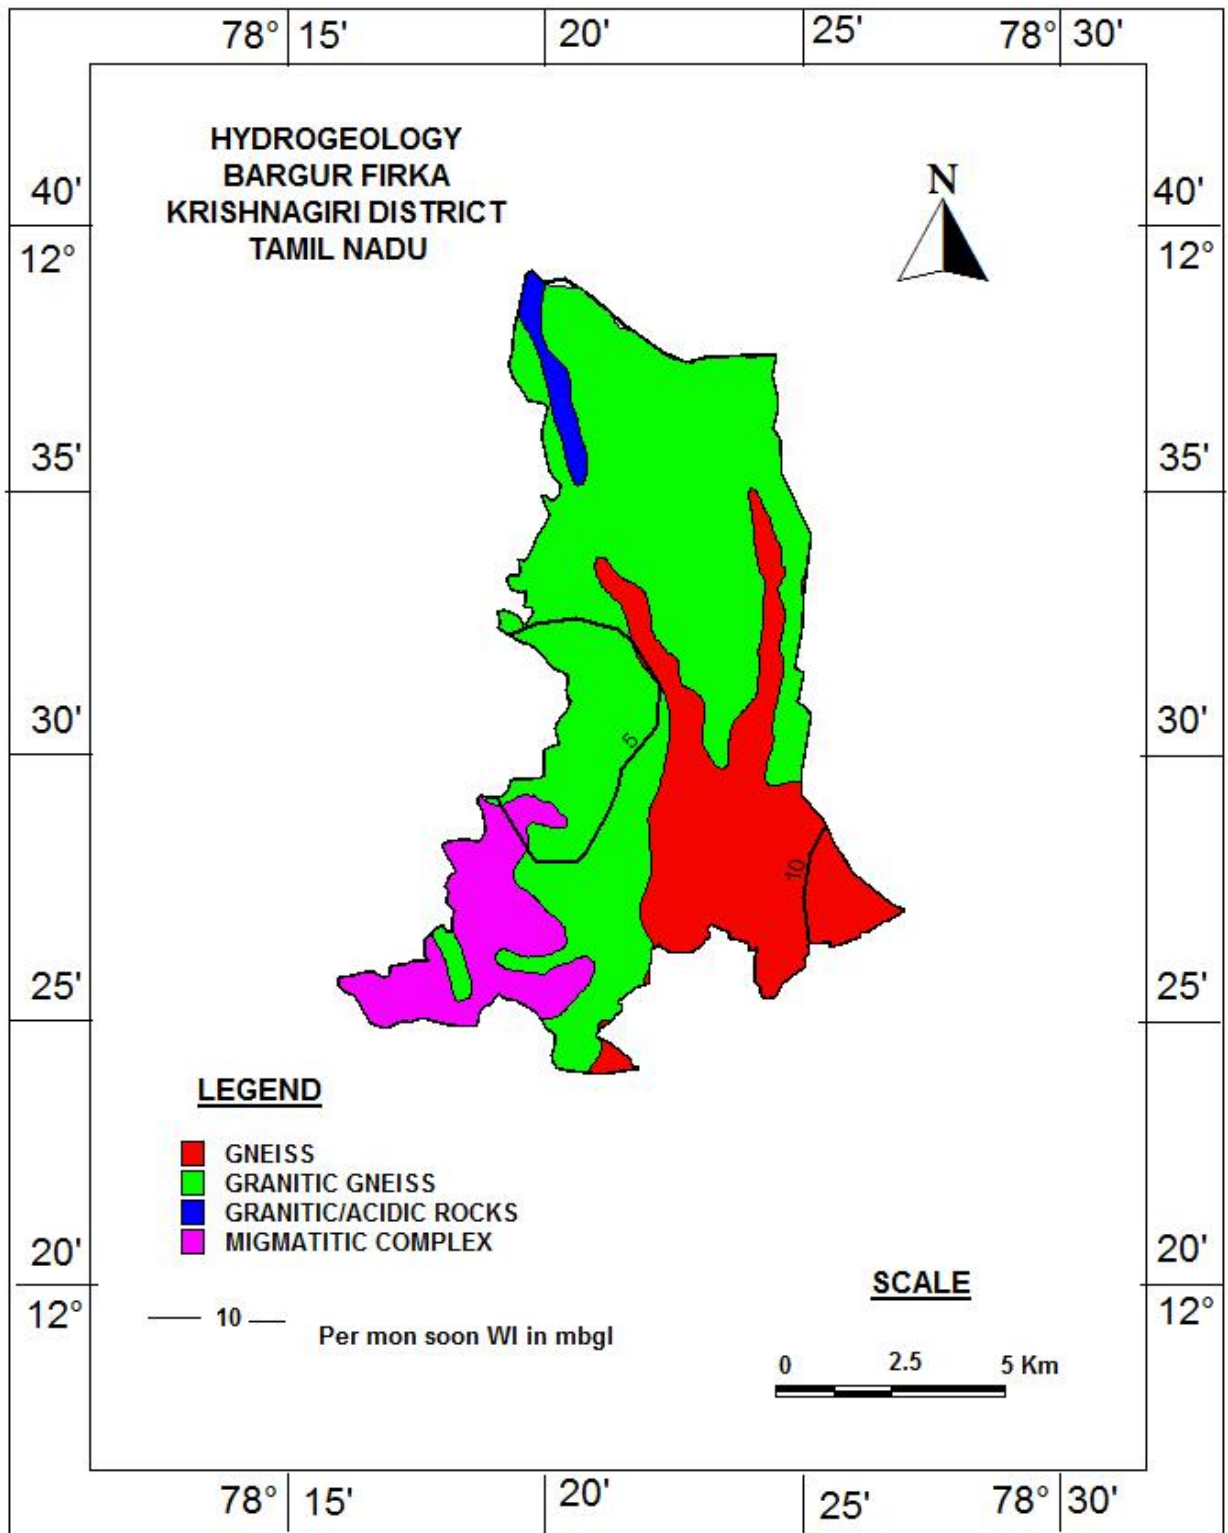 78° 15' 20' 25' 78° 30'
HYDROGEOLOGY
BARGUR FIRKA
KRISHNAGIRI DISTRICT
TAMIL NADU
N
40' 40'
12° 12°
35' 35'
30' 30'
5
10
25' 25'
LEGEND
GNEISS
GRANITIC GNEISS
GRANITIC/ACIDIC ROCKS
MIGMATITIC COMPLEX
20' 20'
12° 12°
SCALE
10
Per mon soon Wl in mbgl
0 2.5 5 Km
78° 15' 20' 25' 78° 30'